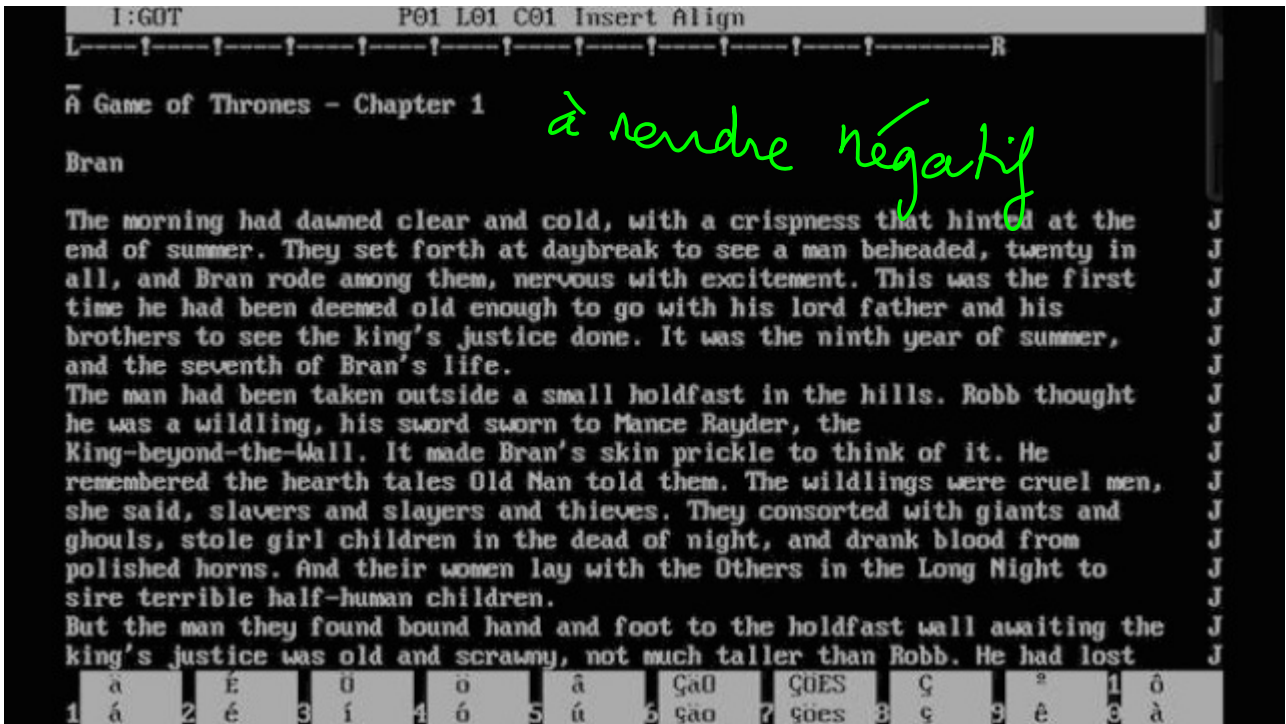 I:GOT P01 L01 C01 Insert Align
L----!----!----!----!----!----!----!----!----!----!----!--------R
A Game of Thrones - Chapter 1
à rendre négatif
Bran
The morning had dawned clear and cold, with a crispness that hinted at the J
end of summer. They set forth at daybreak to see a man beheaded, twenty in J
all, and Bran rode among them, nervous with excitement. This was the first J
time he had been deemed old enough to go with his lord father and his J
brothers to see the king's justice done. It was the ninth year of summer, J
and the seventh of Bran's life. J
The man had been taken outside a small holdfast in the hills. Robb thought J
he was a wildling, his sword sworn to Mance Rayder, the J
King-beyond-the-Wall. It made Bran's skin prickle to think of it. He J
remembered the hearth tales Old Nan told them. The wildlings were cruel men, J
she said, slavers and slayers and thieves. They consorted with giants and J
ghouls, stole girl children in the dead of night, and drank blood from J
polished horns. And their women lay with the Others in the Long Night to J
sire terrible half-human children. J
But the man they found bound hand and foot to the holdfast wall awaiting the J
king's justice was old and scrawny, not much taller than Robb. He had lost J
ä É Ö ö â ÇÃO ÇÕES Ç ª 1 ô
1 á 2 é 3 í 4 ó 5 ú 6 ção 7 ções 8 ç 9 ê 0 à